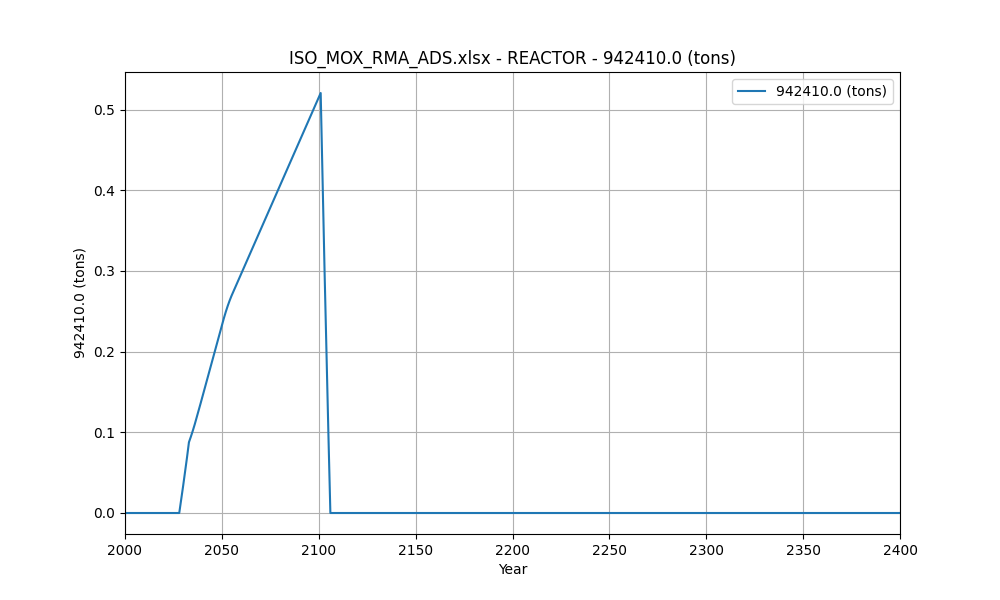 ISO_MOX_RMA_ADS.xlsx - REACTOR - 942410.0 (tons)
942410.0 (tons)
942410.0 (tons)
0.5
0.4
0.3
0.2
0.1
0.0
2000 2050 2100 2150 2200 2250 2300 2350 2400
Year